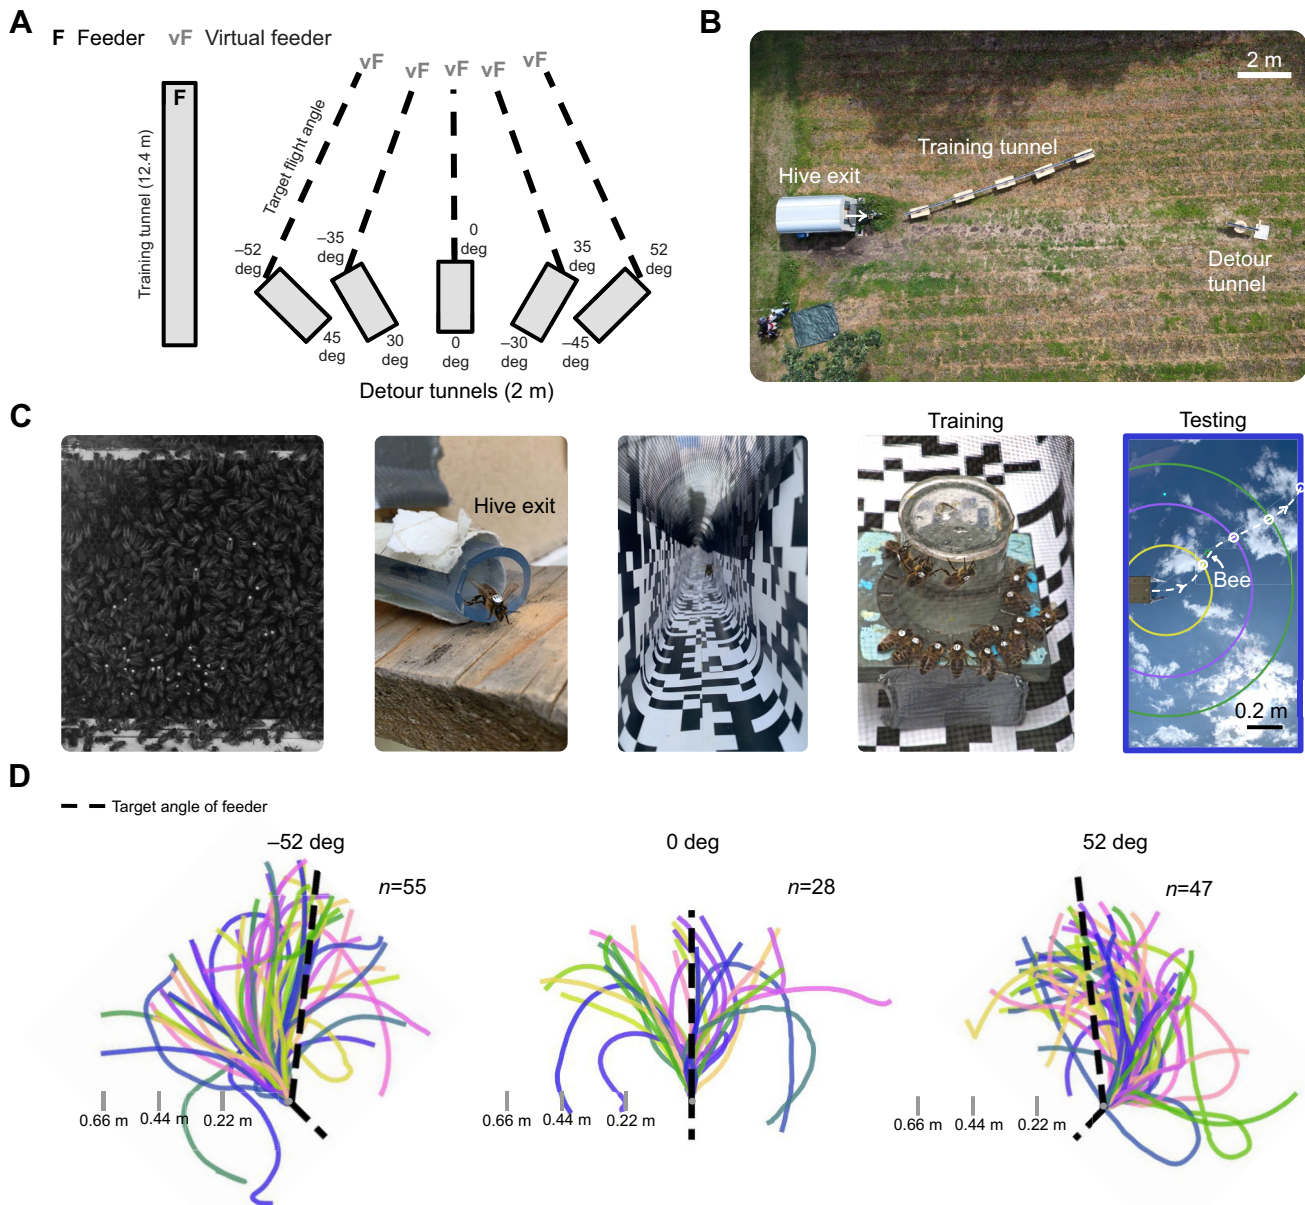 A
F Feeder vF Virtual feeder
vF vF vF vF vF
F
Training tunnel (12.4 m)
Target flight angle
–52
deg
–35
deg
0
deg
35
deg
52
deg
45
deg
30
deg
0
deg
–30
deg
–45
deg
Detour tunnels (2 m)
B
2 m
Training tunnel
Hive exit
Detour
tunnel
C
Hive exit
Training
Testing
Bee
0.2 m
D
Target angle of feeder
–52 deg
n=55
0.66 m 0.44 m 0.22 m
0 deg
n=28
0.66 m 0.44 m 0.22 m
52 deg
n=47
0.66 m 0.44 m 0.22 m